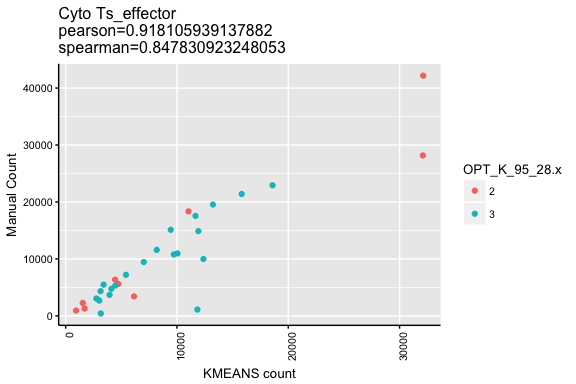 Cyto Ts_effector
pearson=0.918105939137882
spearman=0.847830923248053
40000
30000
20000
10000
0
Manual Count
0
10000
20000
30000
KMEANS count
OPT_K_95_28.x
2
3